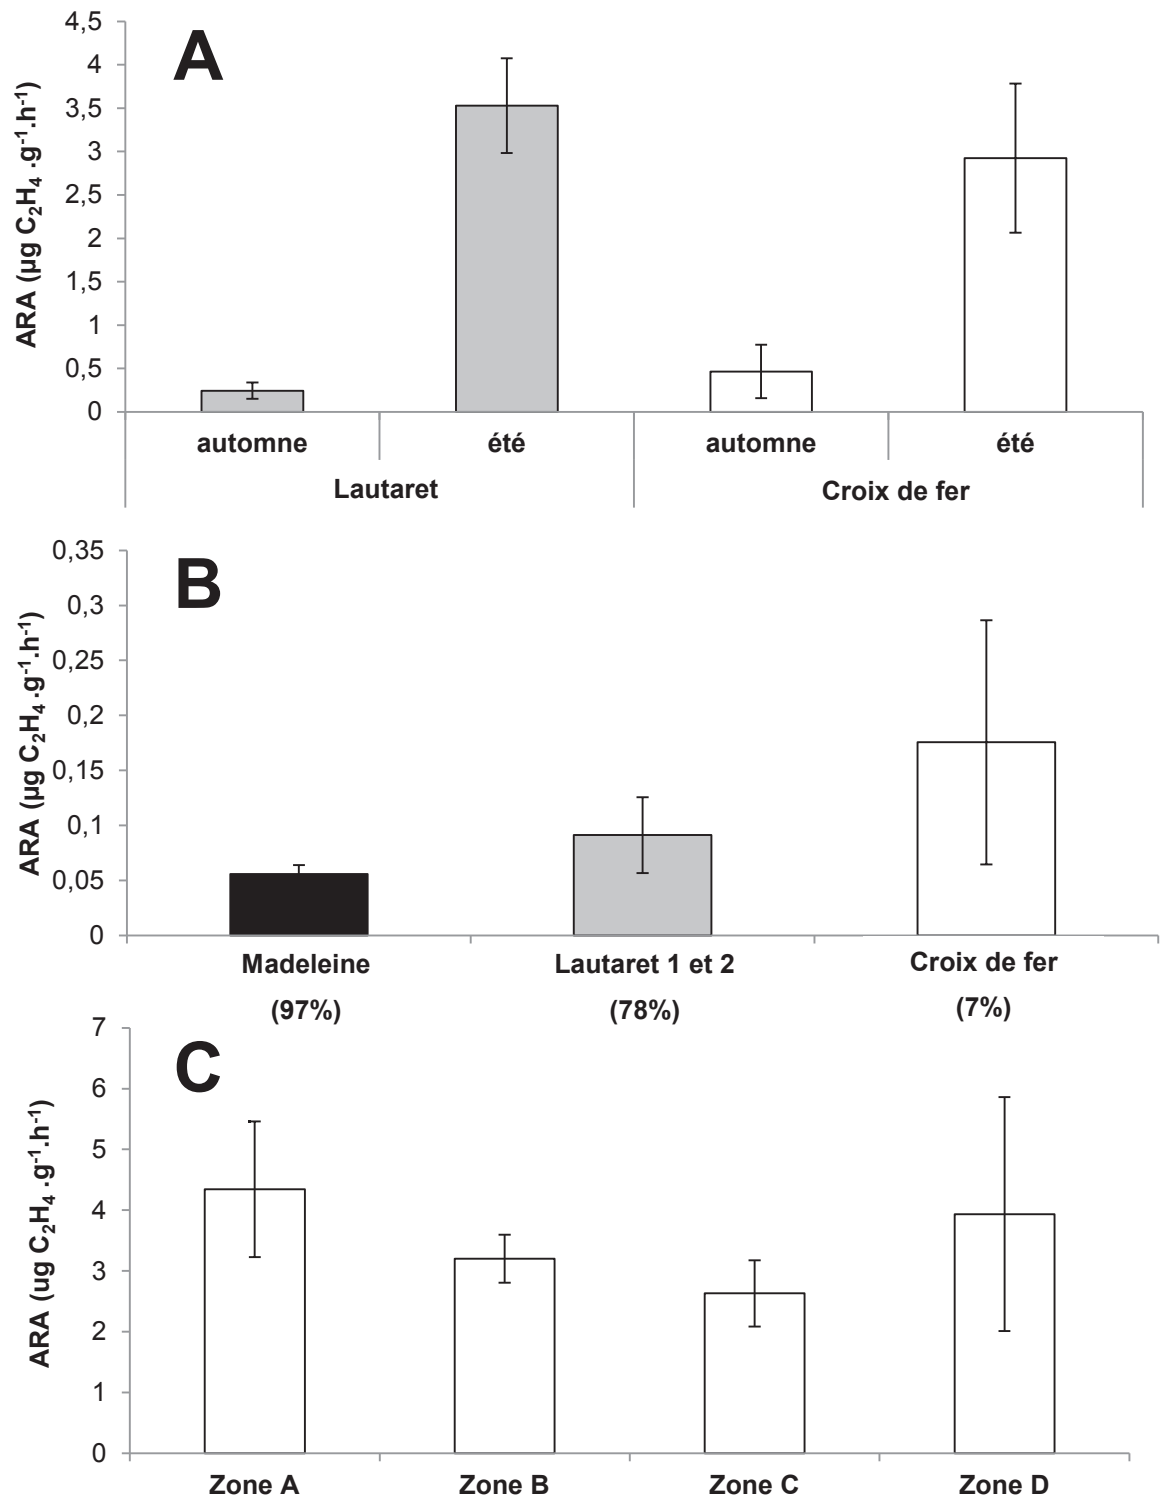 A
ARA (µg C₂H₄ .g⁻¹.h⁻¹)
4,5
4
3,5
3
2,5
2
1,5
1
0,5
0
automne été automne été
Lautaret Croix de fer
B
ARA (µg C₂H₄ .g⁻¹.h⁻¹)
0,35
0,3
0,25
0,2
0,15
0,1
0,05
0
Madeleine Lautaret 1 et 2 Croix de fer
(97%) (78%) (7%)
C
ARA (ug C₂H₄ .g⁻¹.h⁻¹)
7
6
5
4
3
2
1
0
Zone A Zone B Zone C Zone D